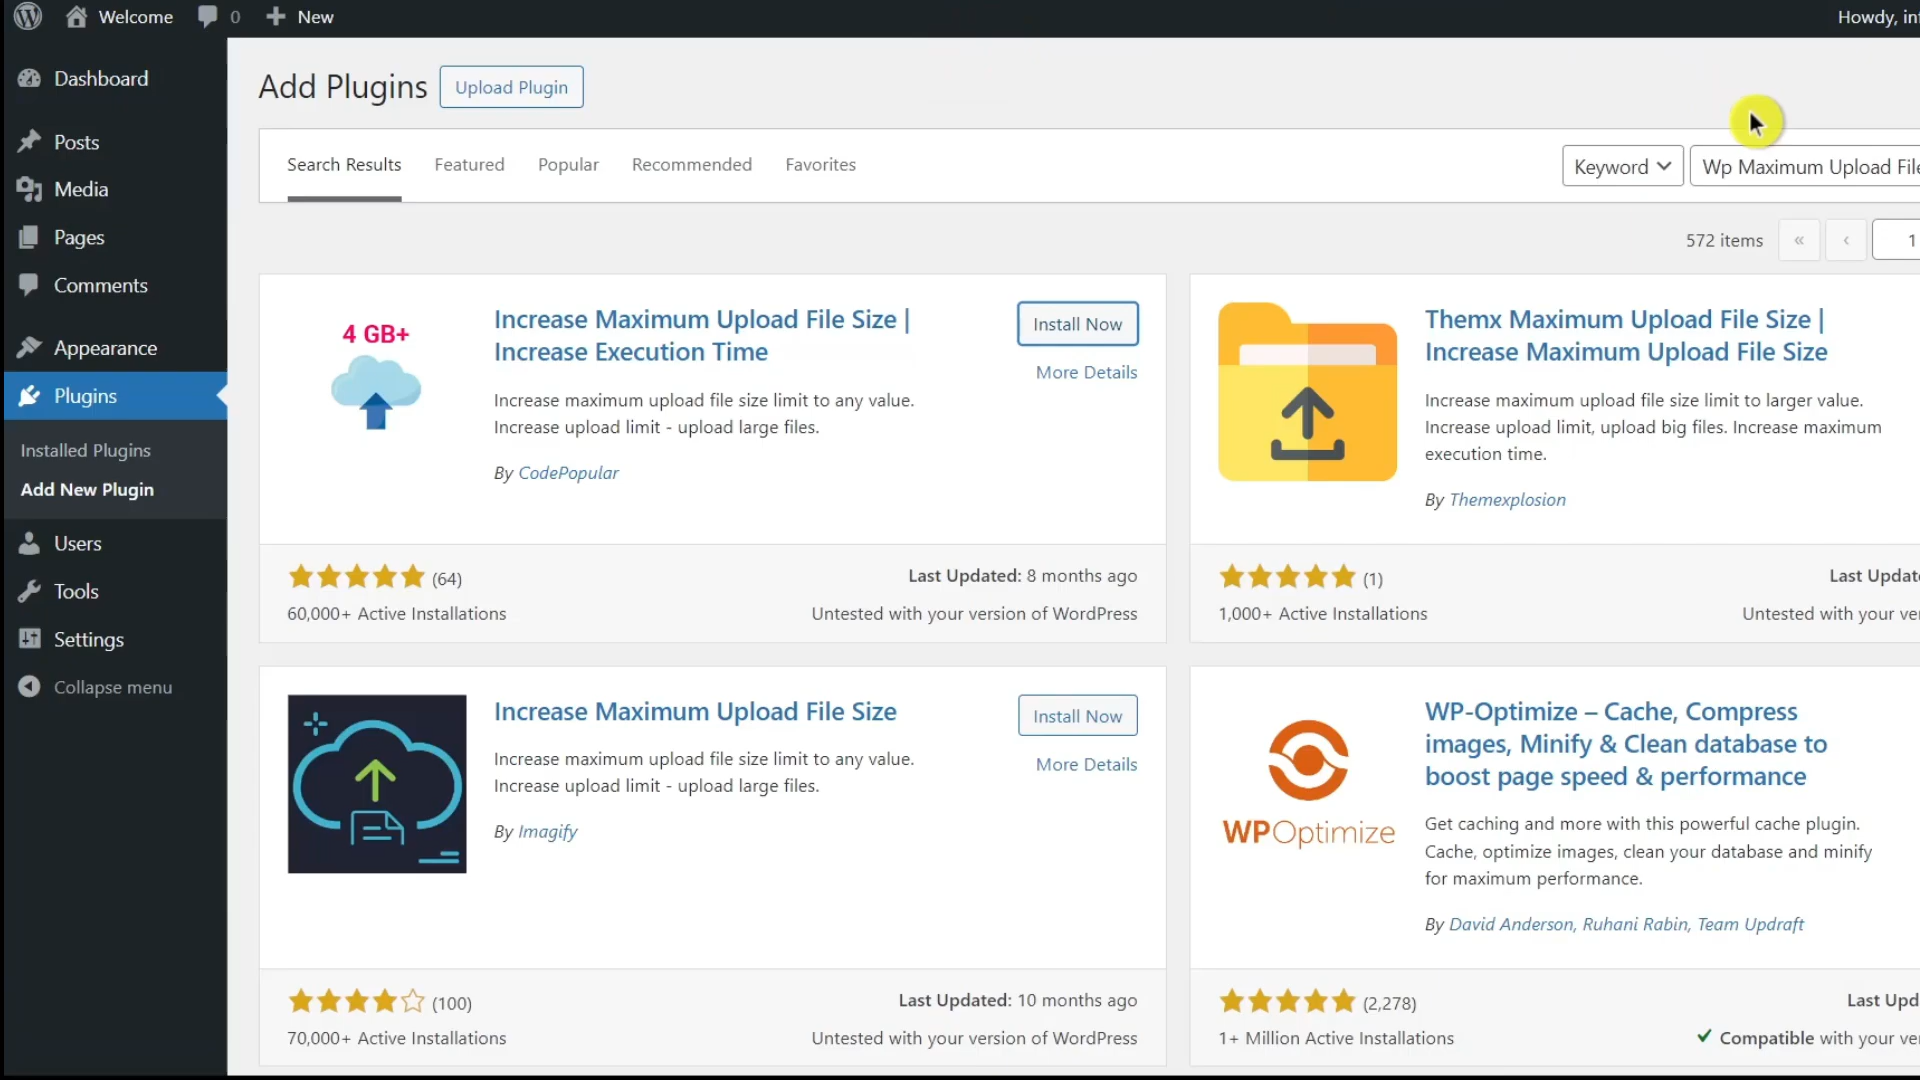 Welcome 0 New Howdy, inf
Dashboard
Posts
Media
Pages
Comments
Appearance
Plugins
Installed Plugins
Add New Plugin
Users
Tools
Settings
Collapse menu
Add Plugins Upload Plugin
Search Results Featured Popular Recommended Favorites Keyword Wp Maximum Upload File
572 items « ‹ 1
4 GB+
Increase Maximum Upload File Size |
Increase Execution Time
Install Now
More Details
Increase maximum upload file size limit to any value.
Increase upload limit - upload large files.
By CodePopular
(64) Last Updated: 8 months ago
60,000+ Active Installations Untested with your version of WordPress
Themx Maximum Upload File Size |
Increase Maximum Upload File Size
Increase maximum upload file size limit to larger value.
Increase upload limit, upload big files. Increase maximum
execution time.
By Themexplosion
(1) Last Update
1,000+ Active Installations Untested with your ver
Increase Maximum Upload File Size
Install Now
More Details
Increase maximum upload file size limit to any value.
Increase upload limit - upload large files.
By Imagify
(100) Last Updated: 10 months ago
70,000+ Active Installations Untested with your version of WordPress
WPOptimize
WP-Optimize – Cache, Compress
images, Minify & Clean database to
boost page speed & performance
Get caching and more with this powerful cache plugin.
Cache, optimize images, clean your database and minify
for maximum performance.
By David Anderson, Ruhani Rabin, Team Updraft
(2,278) Last Upd
1+ Million Active Installations Compatible with your ver